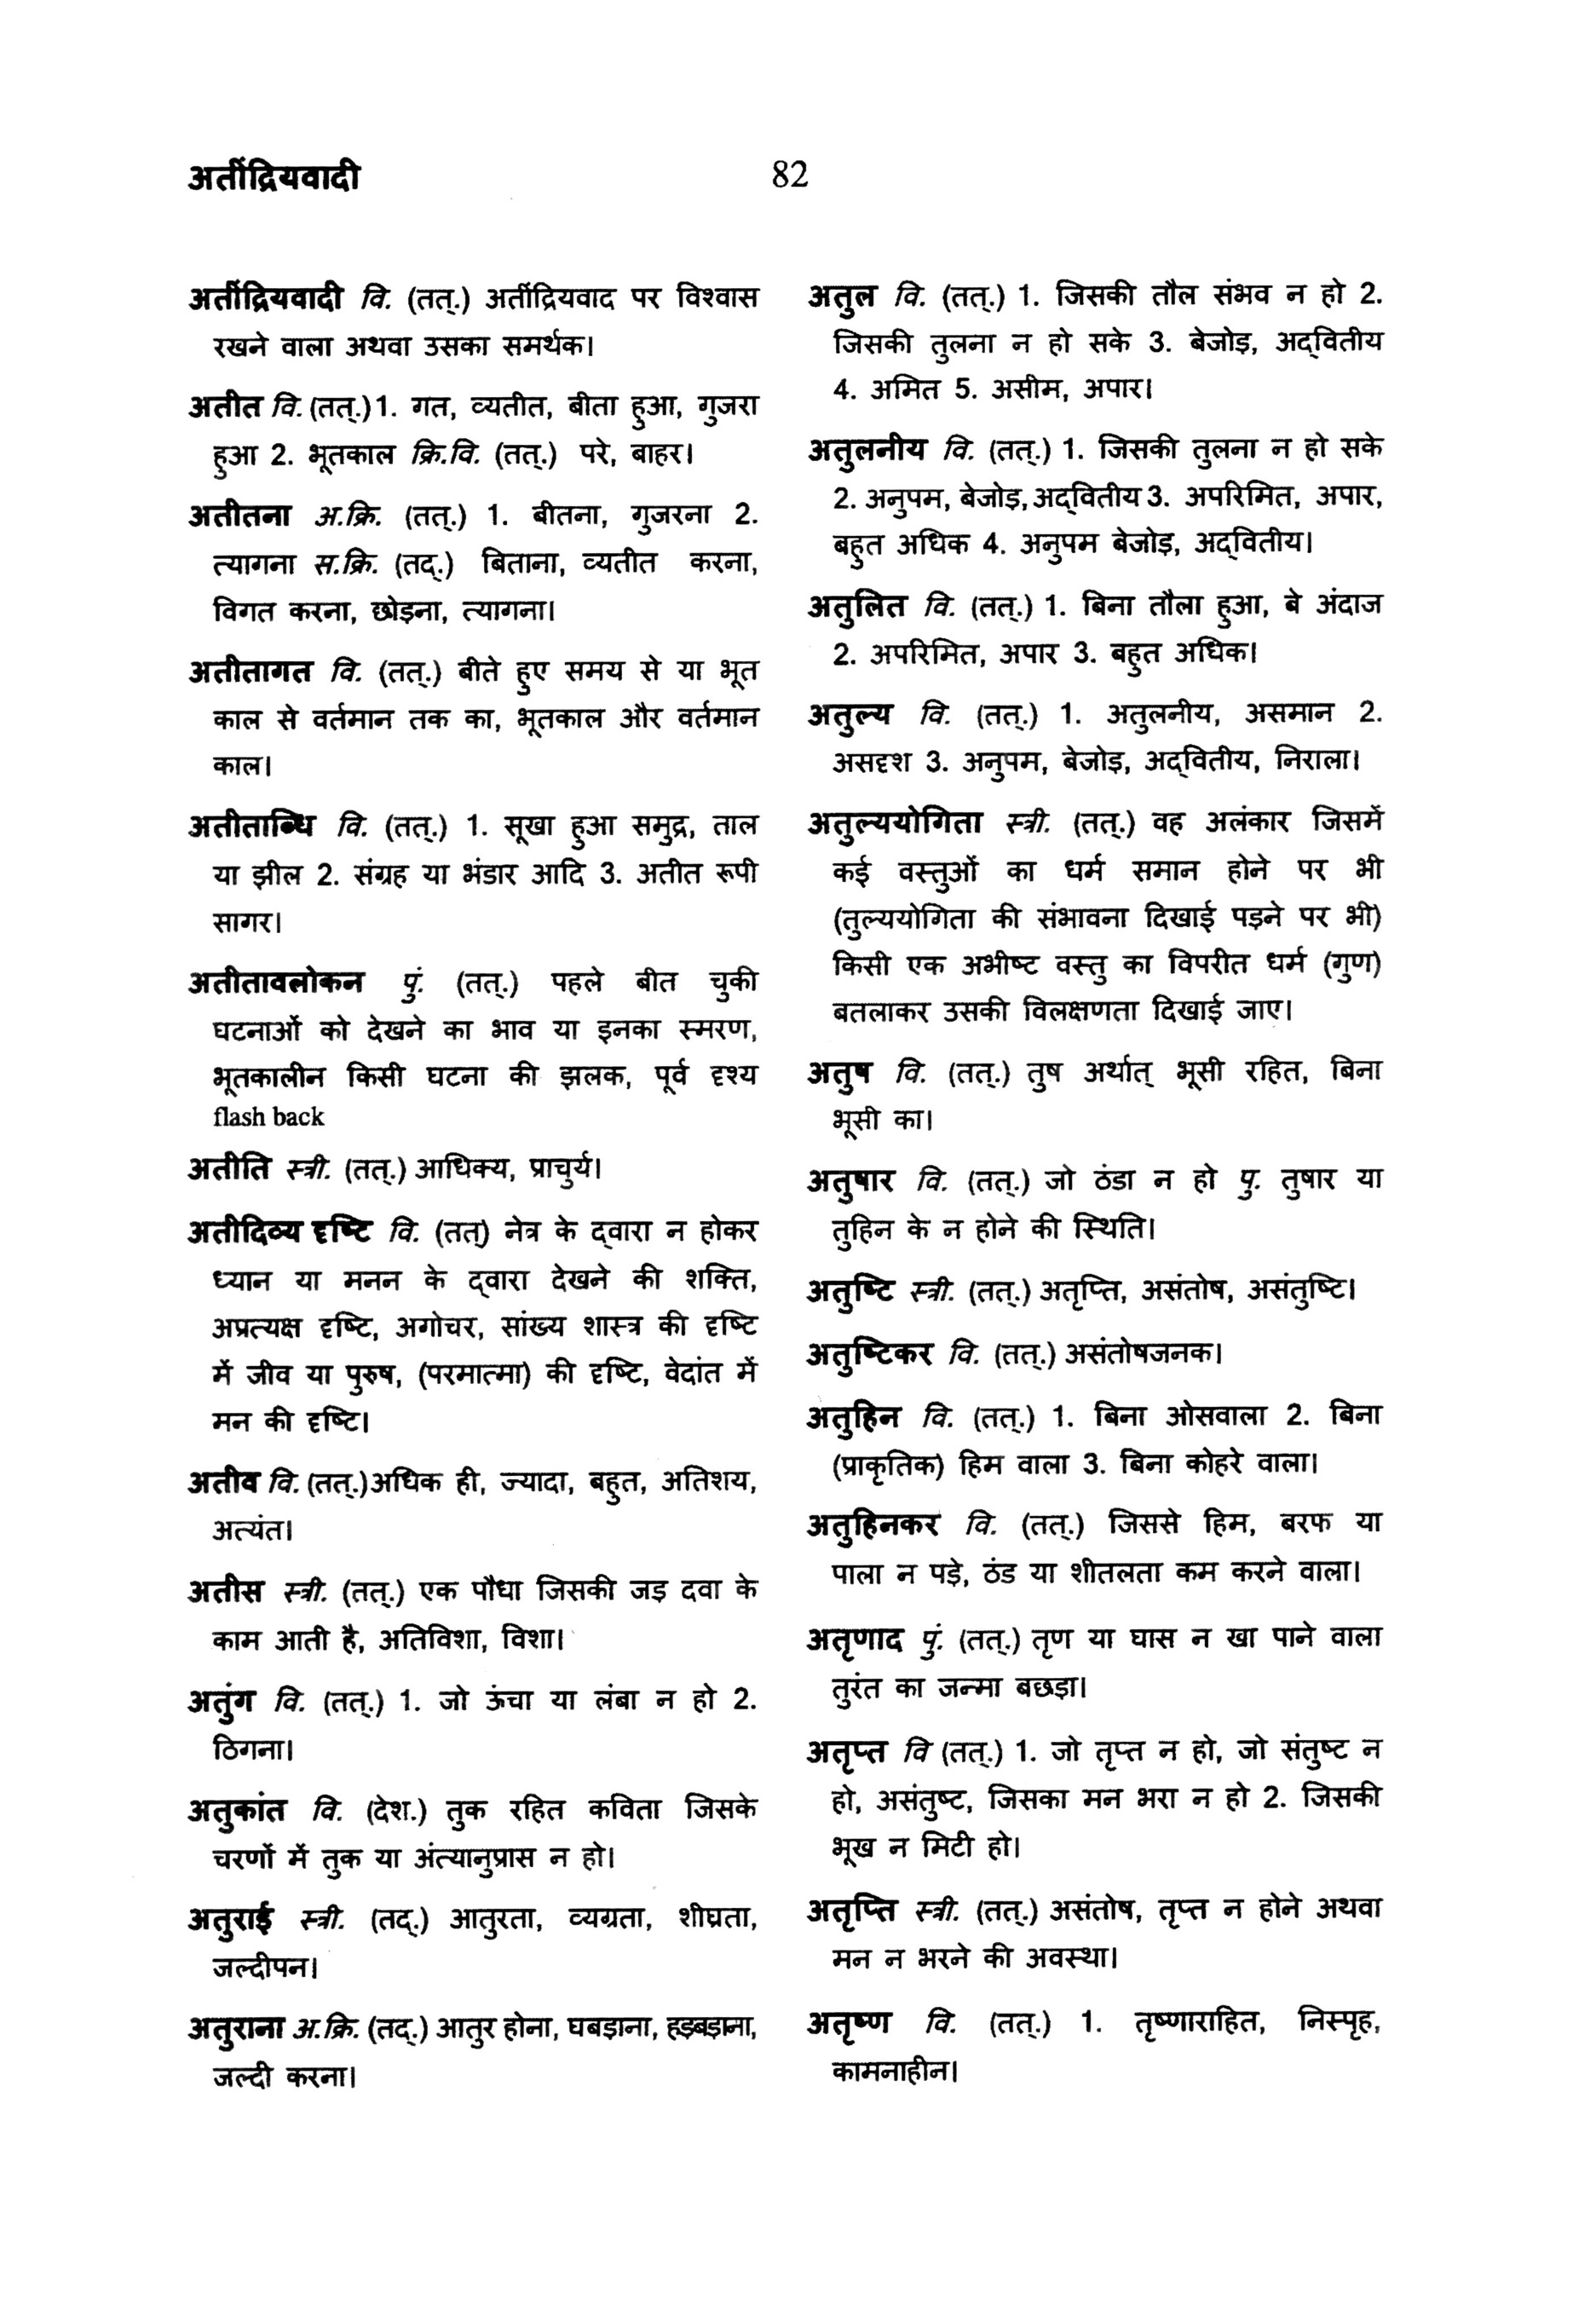 अतींद्रियवादी
82
अतींद्रियवादी वि. (तत्.) अतींद्रियवाद पर विश्वास
रखने वाला अथवा उसका समर्थक।
अतीत वि. (तत्.)1. गत, व्यतीत, बीता हुआ, गुजरा
हुआ 2. भूतकाल क्रि.वि. (तत्.) परे, बाहर।
अतीतना अ.क्रि. (तत्.) 1. बीतना, गुजरना 2.
त्यागना स.क्रि. (तद्.) बिताना, व्यतीत करना,
विगत करना, छोड़ना, त्यागना।
अतीतागत वि. (तत्.) बीते हुए समय से या भूत
काल से वर्तमान तक का, भूतकाल और वर्तमान
काल।
अतीताब्धि वि. (तत्.) 1. सूखा हुआ समुद्र, ताल
या झील 2. संग्रह या भंडार आदि 3. अतीत रूपी
सागर।
अतीतावलोकन पुं. (तत्.) पहले बीत चुकी
घटनाओं को देखने का भाव या इनका स्मरण,
भूतकालीन किसी घटना की झलक, पूर्व दृश्य
flash back
अतीति स्त्री. (तत्.) आधिक्य, प्राचुर्य।
अतीदिव्य दृष्टि वि. (तत्) नेत्र के द्वारा न होकर
ध्यान या मनन के द्वारा देखने की शक्ति,
अप्रत्यक्ष दृष्टि, अगोचर, सांख्य शास्त्र की दृष्टि
में जीव या पुरुष, (परमात्मा) की दृष्टि, वेदांत में
मन की दृष्टि।
अतीव वि. (तत्.)अधिक ही, ज्यादा, बहुत, अतिशय,
अत्यंत।
अतीस स्त्री. (तत्.) एक पौधा जिसकी जड़ दवा के
काम आती है, अतिविशा, विशा।
अतुंग वि. (तत्.) 1. जो ऊंचा या लंबा न हो 2.
ठिगना।
अतुकांत वि. (देश.) तुक रहित कविता जिसके
चरणों में तुक या अंत्यानुप्रास न हो।
अतुराई स्त्री. (तद्.) आतुरता, व्यग्रता, शीघ्रता,
जल्दीपन।
अतुराना अ.क्रि. (तद्.) आतुर होना, घबड़ाना, हड़बड़ाना,
जल्दी करना।
अतुल वि. (तत्.) 1. जिसकी तौल संभव न हो 2.
जिसकी तुलना न हो सके 3. बेजोड़, अद्वितीय
4. अमित 5. असीम, अपार।
अतुलनीय वि. (तत्.) 1. जिसकी तुलना न हो सके
2. अनुपम, बेजोड़, अद्वितीय 3. अपरिमित, अपार,
बहुत अधिक 4. अनुपम बेजोड़, अद्वितीय।
अतुलित वि. (तत्.) 1. बिना तौला हुआ, बे अंदाज
2. अपरिमित, अपार 3. बहुत अधिक।
अतुल्य वि. (तत्.) 1. अतुलनीय, असमान 2.
असदृश 3. अनुपम, बेजोड़, अद्वितीय, निराला।
अतुल्ययोगिता स्त्री. (तत्.) वह अलंकार जिसमें
कई वस्तुओं का धर्म समान होने पर भी
(तुल्ययोगिता की संभावना दिखाई पड़ने पर भी)
किसी एक अभीष्ट वस्तु का विपरीत धर्म (गुण)
बतलाकर उसकी विलक्षणता दिखाई जाए।
अतुष वि. (तत्.) तुष अर्थात् भूसी रहित, बिना
भूसी का।
अतुषार वि. (तत्.) जो ठंडा न हो पु. तुषार या
तुहिन के न होने की स्थिति।
अतुष्टि स्त्री. (तत्.) अतृप्ति, असंतोष, असंतुष्टि।
अतुष्टिकर वि. (तत्.) असंतोषजनक।
अतुहिन वि. (तत्.) 1. बिना ओसवाला 2. बिना
(प्राकृतिक) हिम वाला 3. बिना कोहरे वाला।
अतुहिनकर वि. (तत्.) जिससे हिम, बरफ या
पाला न पड़े, ठंड या शीतलता कम करने वाला।
अतृणाद पुं. (तत्.) तृण या घास न खा पाने वाला
तुरंत का जन्मा बछड़ा।
अतृप्त वि (तत्.) 1. जो तृप्त न हो, जो संतुष्ट न
हो, असंतुष्ट, जिसका मन भरा न हो 2. जिसकी
भूख न मिटी हो।
अतृप्ति स्त्री. (तत्.) असंतोष, तृप्त न होने अथवा
मन न भरने की अवस्था।
अतृष्ण वि. (तत्.) 1. तृष्णाराहित, निस्पृह,
कामनाहीन।